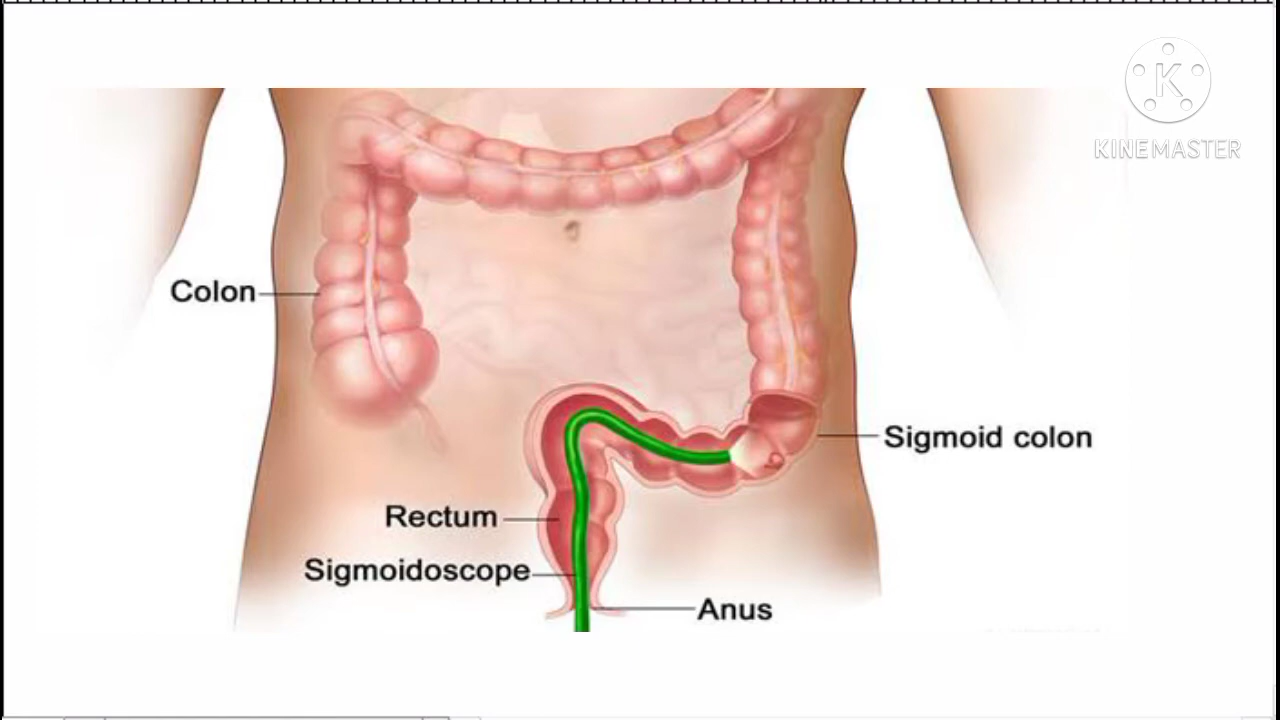 K
KINEMASTER
Colon
Sigmoid colon
Rectum
Sigmoidoscope
Anus